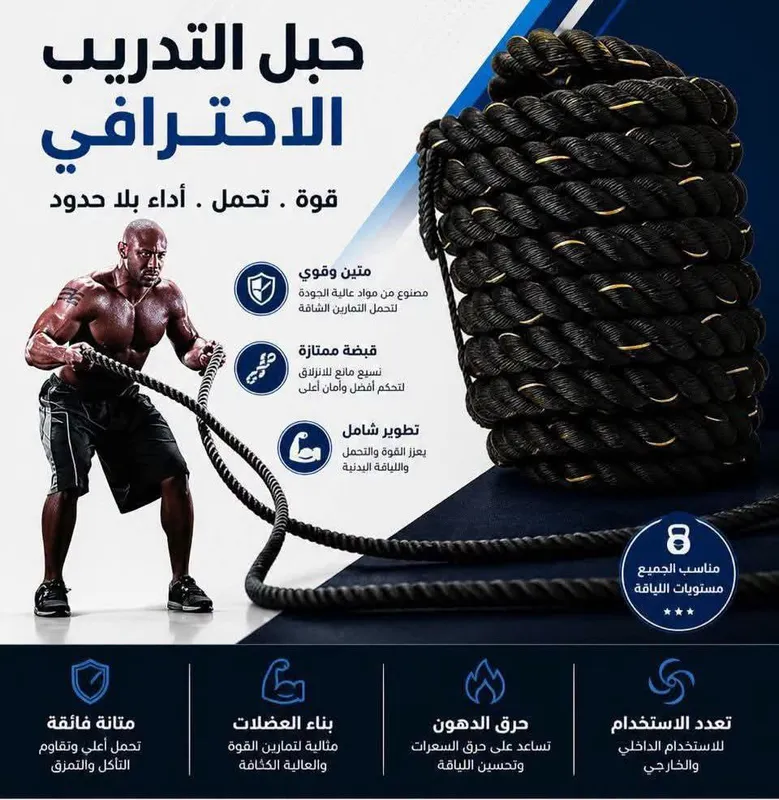 حبل التدريب
الاحترافي
قوة . تحمل . أداء بلا حدود
متين وقوي
مصنوع من مواد عالية الجودة
لتحمل التمارين الشاقة
قبضة ممتازة
نسيع مانع للانزلاق
لتحكم أفضل وأمان أعلى
تطوير شامل
يعزز القوة والتحمل
واللياقة البدنية
مناسب الجميع
مستويات اللياقة
تعدد الاستخدام
للاستخدام الداخلي
والخارجي
حرق الدهون
تساعد على حرق السعرات
وتحسين اللياقة
بناء العضلات
مثالية لتمارين القوة
والعالية الكثافة
متانة فائقة
تحمل أعلي وتقاوم
التآكل والتمزق